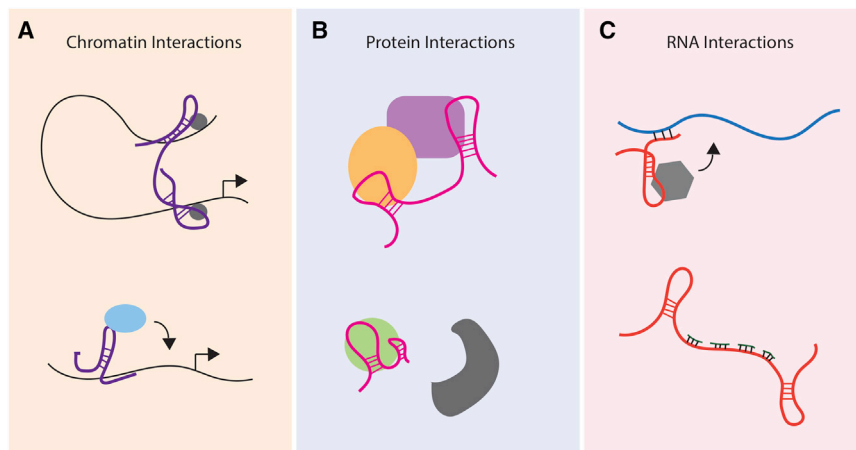 A
Chromatin Interactions
B
Protein Interactions
C
RNA Interactions